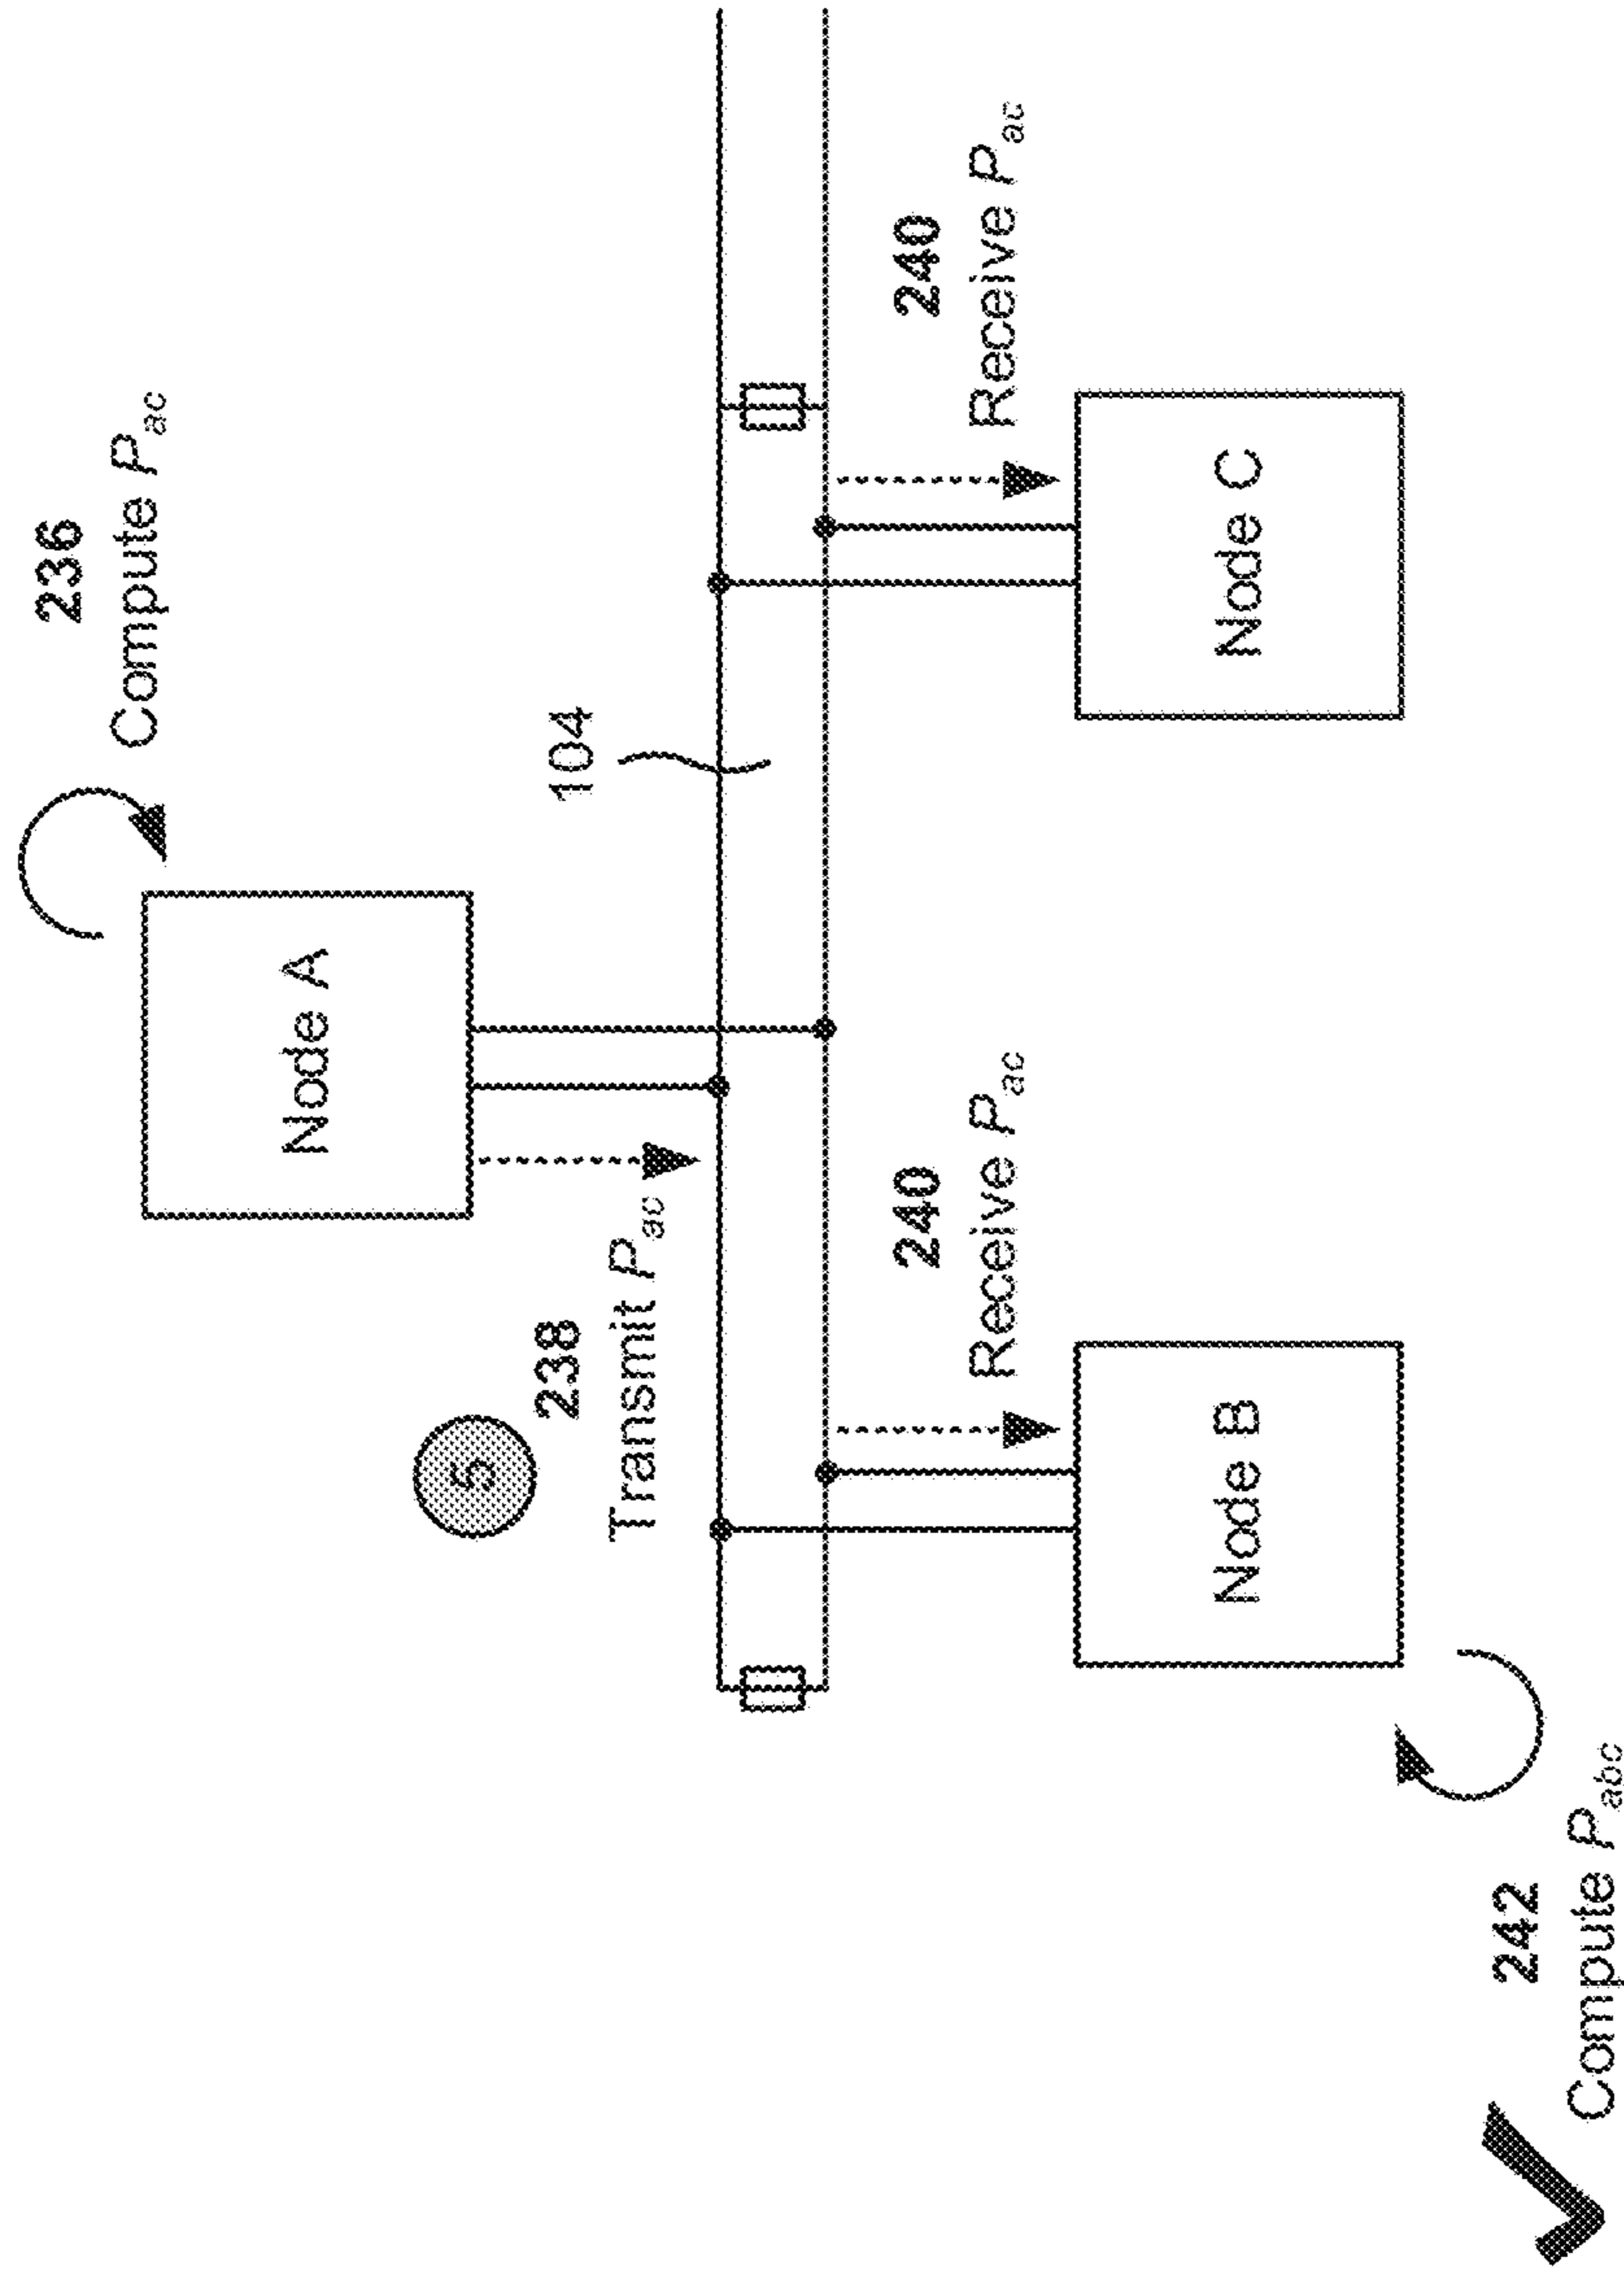 236
Compute P_ac
Node A
5
238
Transmit P_ac
104
240
Receive P_ac
240
Receive P_ac
Node B
Node C
242
Compute P_abc